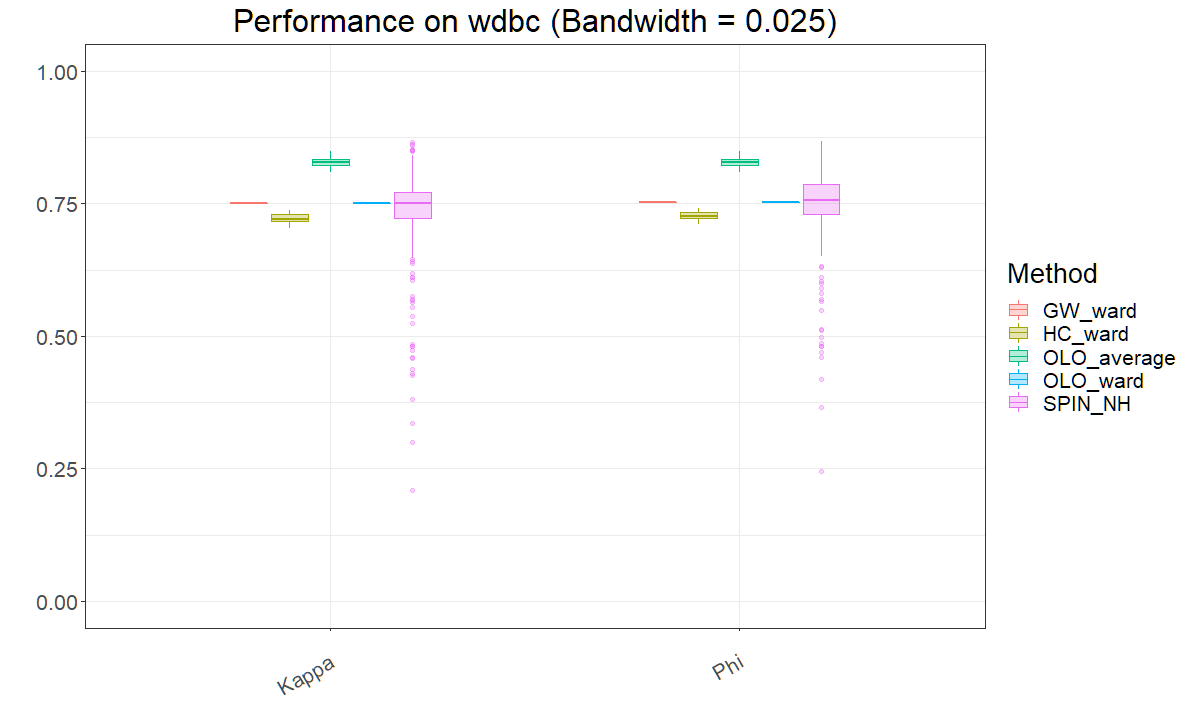 Performance on wdbc (Bandwidth = 0.025)
1.00
0.75
0.50
0.25
0.00
Kappa
Phi
Method
GW_ward
HC_ward
OLO_average
OLO_ward
SPIN_NH